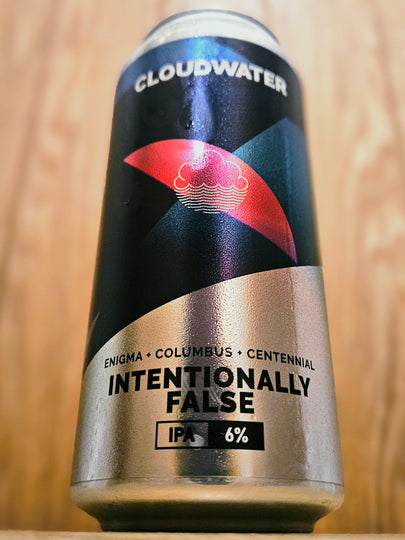 CLOUDWATER
ENIGMA + COLUMBUS + CENTENNIAL
INTENTIONALLY
FALSE
IPA 6%